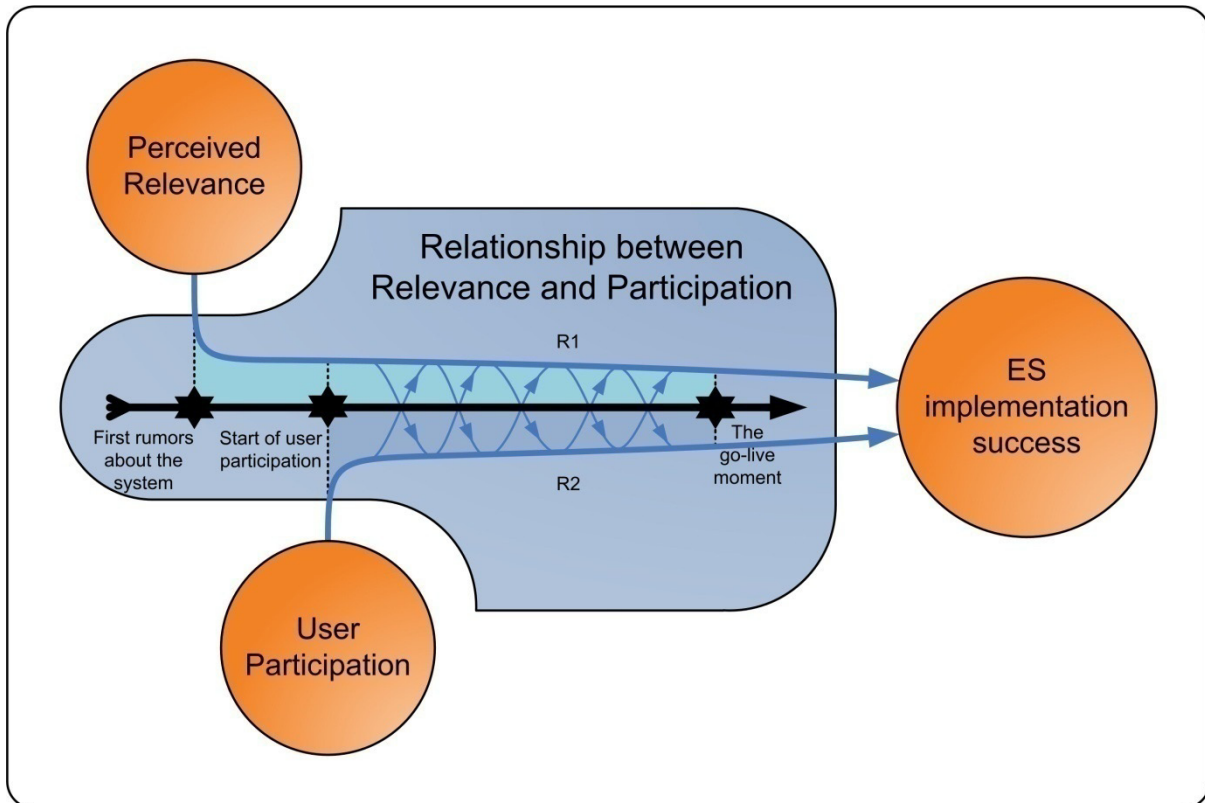 Perceived
Relevance
Relationship between
Relevance and Participation
R1
First rumors
about the
system
Start of user
participation
The
go-live
moment
R2
ES
implementation
success
User
Participation